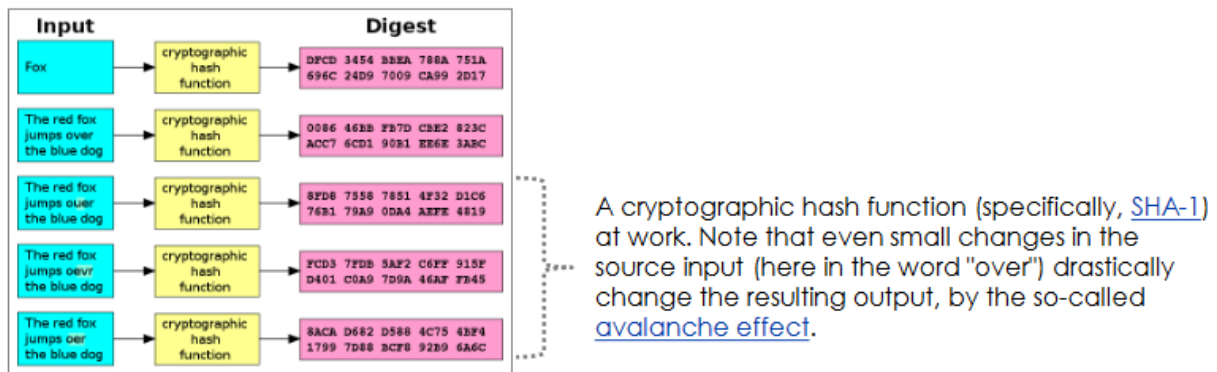 Input
Digest
Fox
cryptographic
hash
function
DFCD 3454 BBEA 788A 751A
696C 24D9 7009 CA99 2D17
The red fox
jumps over
the blue dog
cryptographic
hash
function
0086 46BB FB7D CBE2 823C
ACC7 6CD1 90B1 EE6E 3ABC
The red fox
jumps ouer
the blue dog
cryptographic
hash
function
8FD8 7558 7851 4F32 D1C6
76B1 79A9 0DA4 AEFE 4819
The red fox
jumps oevr
the blue dog
cryptographic
hash
function
FCD3 7FDB 5AF2 C6FF 915F
D401 C0A9 7D9A 46AF FB45
The red fox
jumps oer
the blue dog
cryptographic
hash
function
8ACA D682 D588 4C75 4BF4
1799 7D88 BCF8 92B9 6A6C
A cryptographic hash function (specifically, SHA-1)
at work. Note that even small changes in the
source input (here in the word "over") drastically
change the resulting output, by the so-called
avalanche effect.